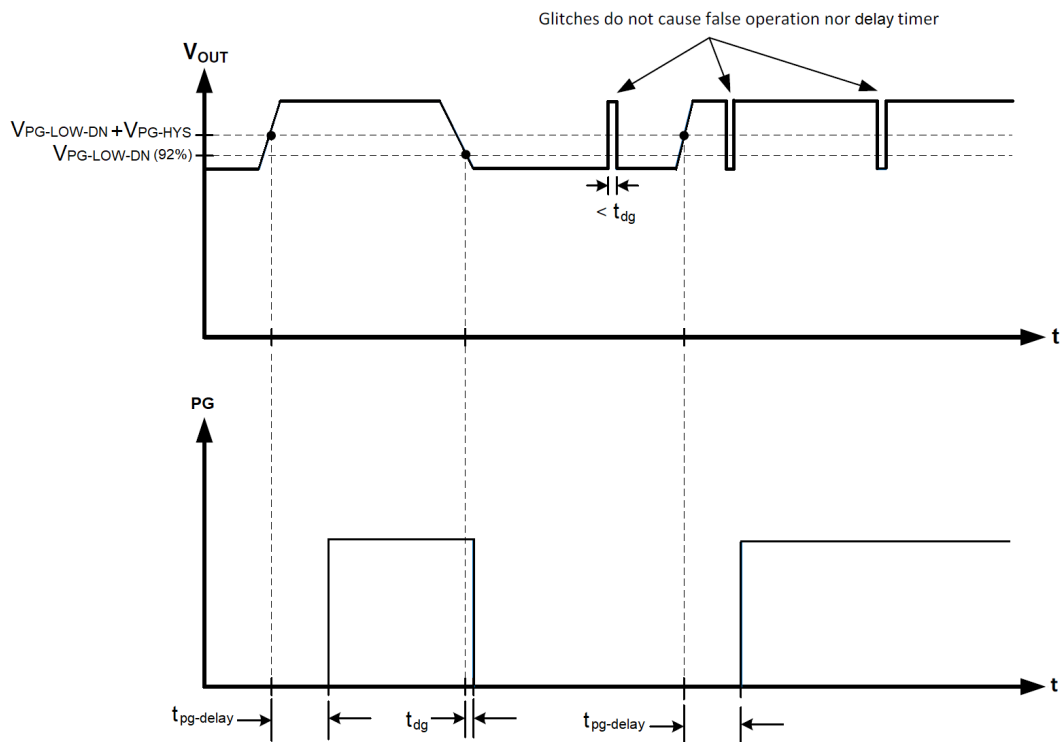 Glitches do not cause false operation nor delay timer
VOUT
VPG-LOW-DN +VPG-HYS
VPG-LOW-DN (92%)
< tdg
t
PG
t
tpg-delay
tdg
tpg-delay